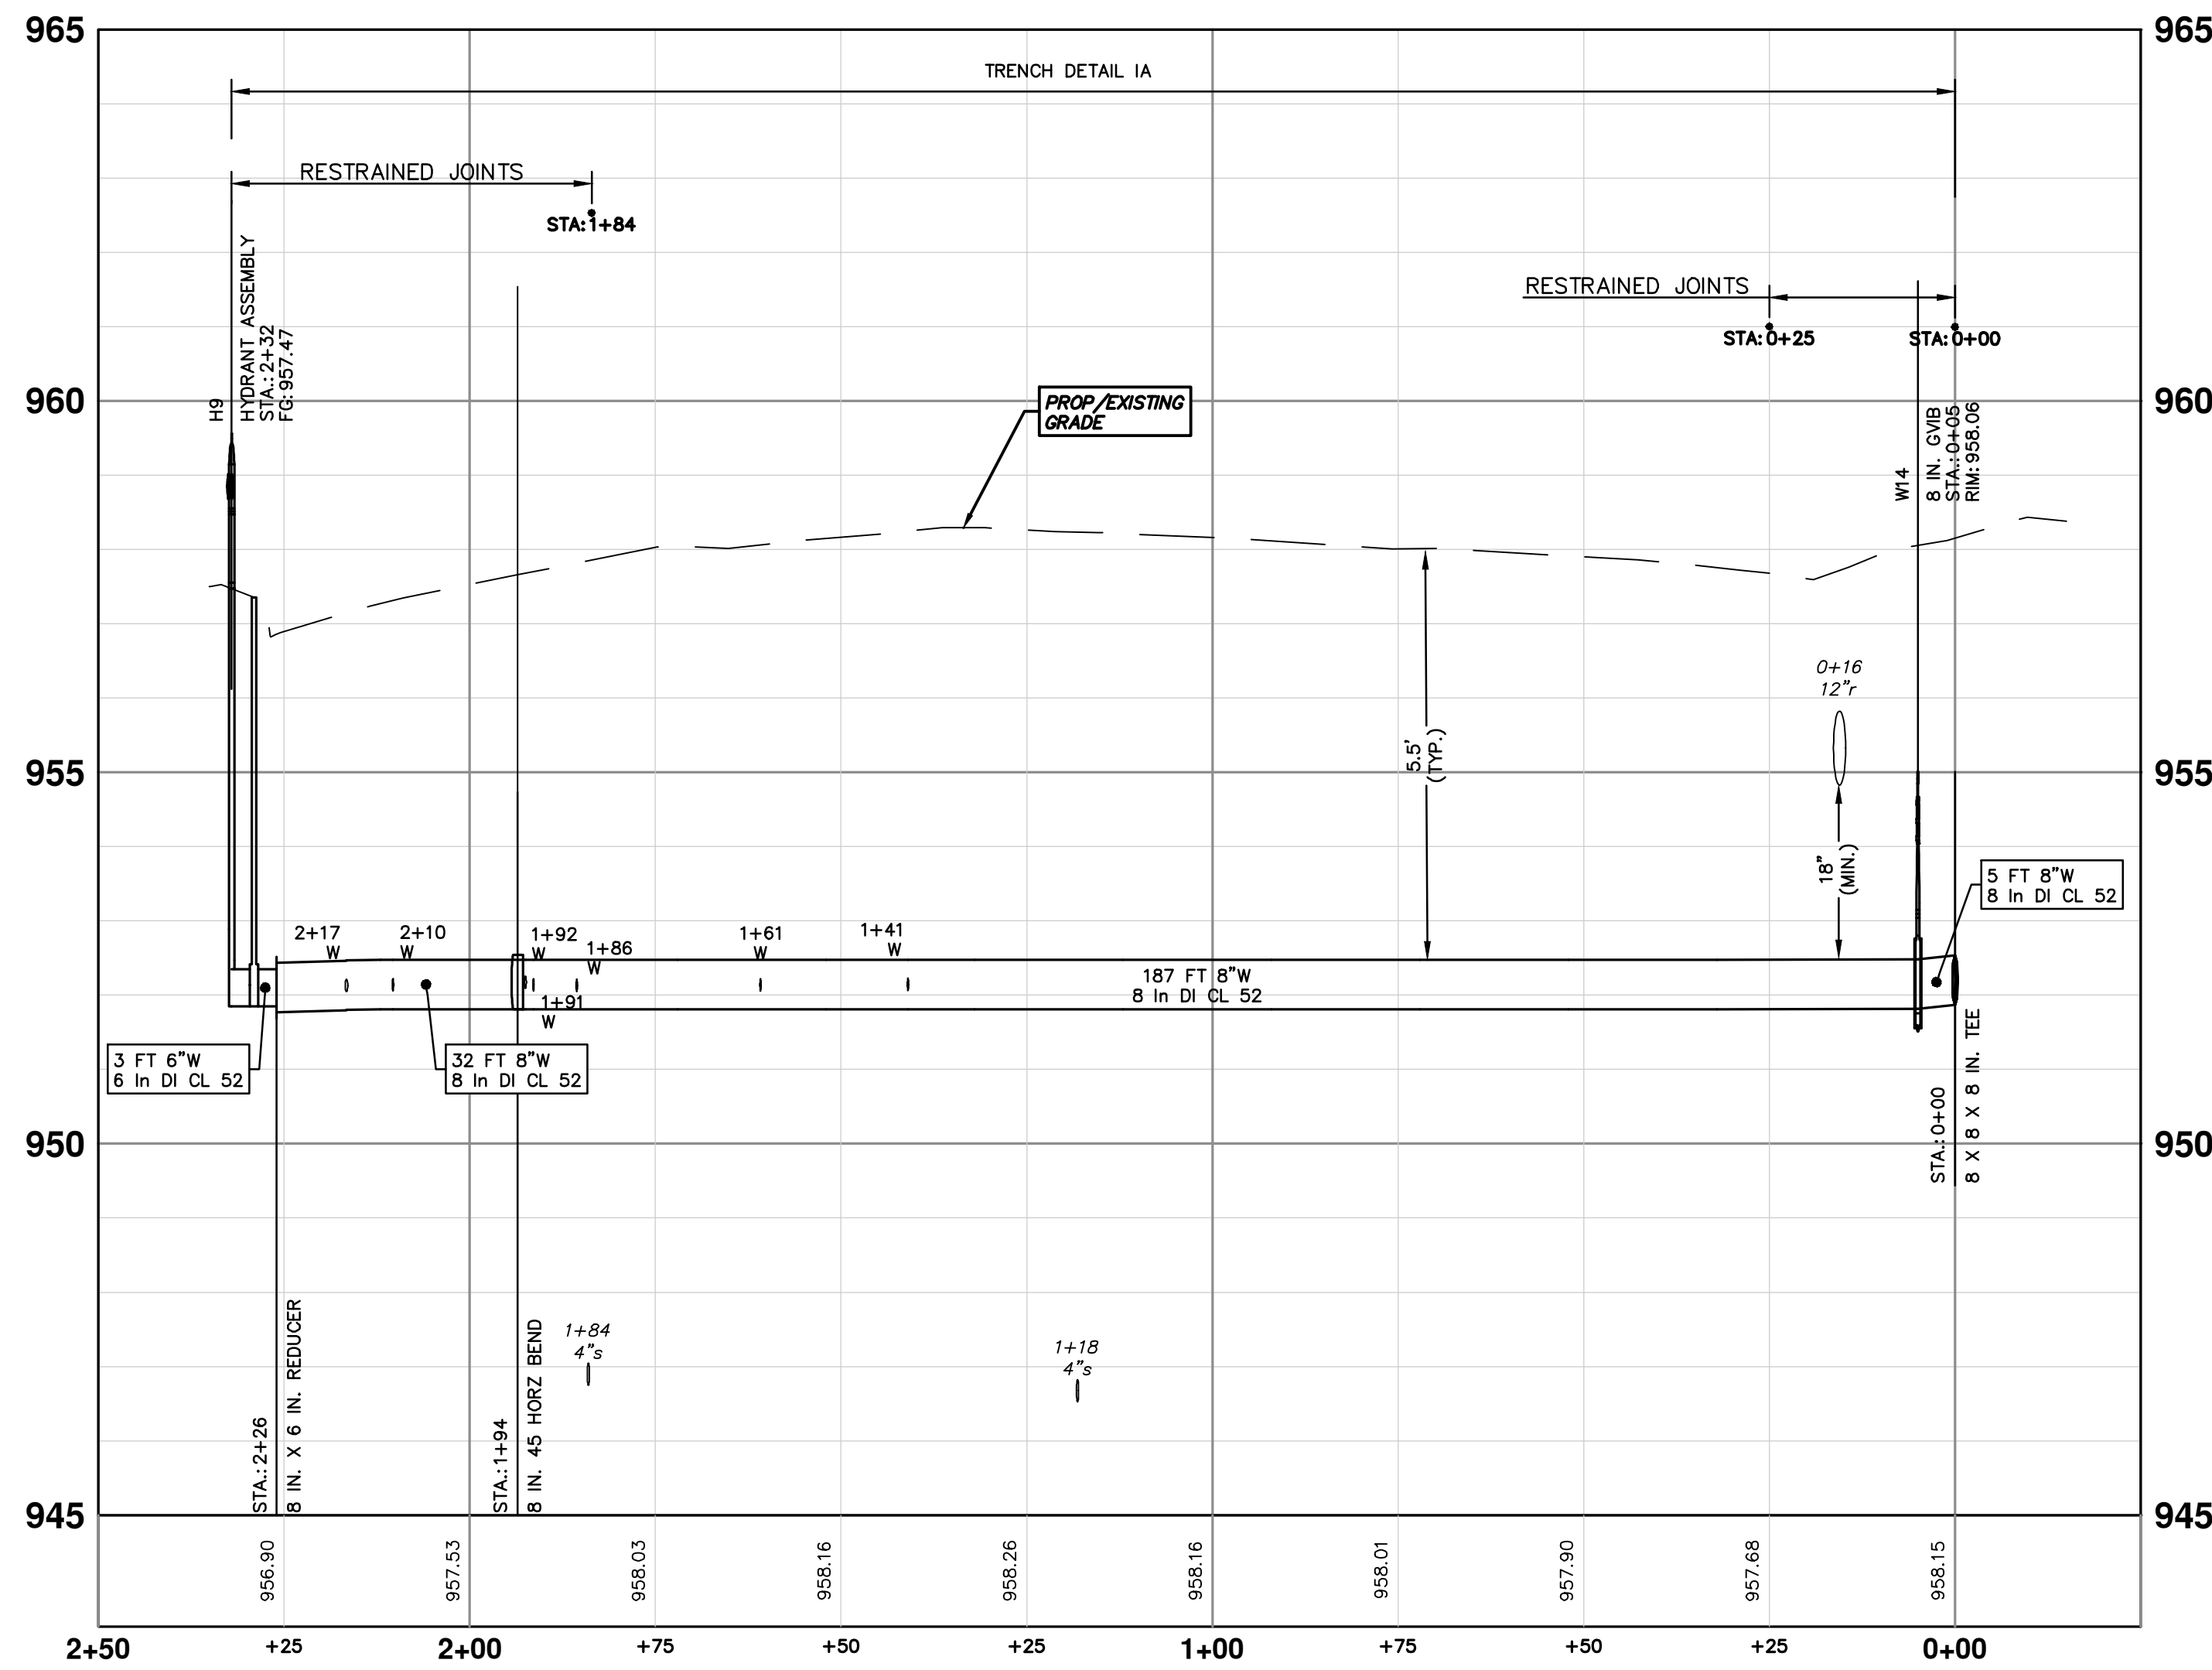 965
965
TRENCH DETAIL IA
RESTRAINED JOINTS
STA:1+84
RESTRAINED JOINTS
STA:0+25
STA:0+00
H9
HYDRANT ASSEMBLY
STA.: 2+32
FG: 957.47
960
960
PROP/EXISTING
GRADE
W14
8 IN. GVIB
STA.: 0+05
RIM: 958.06
0+16
12"r
5.5'
(TYP.)
955
955
18"
(MIN.)
5 FT 8"W
8 In DI CL 52
2+17
W
2+10
W
1+92
W
1+86
W
1+61
W
1+41
W
187 FT 8"W
8 In DI CL 52
1+91
W
3 FT 6"W
6 In DI CL 52
32 FT 8"W
8 In DI CL 52
STA.: 0+00
8 X 8 X 8 IN. TEE
950
950
STA.: 2+26
8 IN. X 6 IN. REDUCER
STA.: 1+94
8 IN. 45 HORZ BEND
1+84
4"s
1+18
4"s
945
945
956.90
957.53
958.03
958.16
958.26
958.16
958.01
957.90
957.68
958.15
2+50
+25
2+00
+75
+50
+25
1+00
+75
+50
+25
0+00